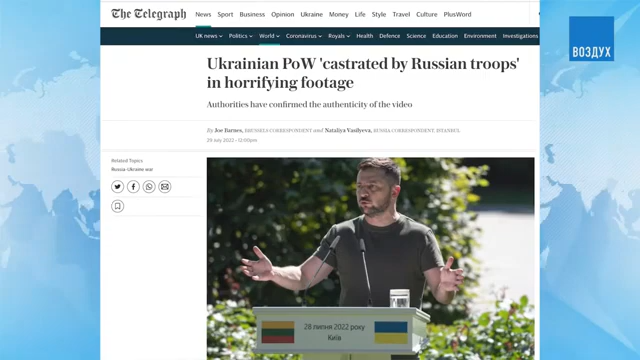 The Telegraph
News Sport Business Opinion Ukraine Money Life Style Travel Culture PlusWord
UK news Politics World Coronavirus Royals Health Defence Science Education Environment Investigations
ВОЗДУХ
Ukrainian PoW 'castrated by Russian troops'
in horrifying footage
Authorities have confirmed the authenticity of the video
By Joe Barnes, BRUSSELS CORRESPONDENT and Nataliya Vasilyeva, RUSSIA CORRESPONDENT, ISTANBUL
29 July 2022 • 12:00pm
Related Topics
Russia-Ukraine war
28 липня 2022 року
Київ